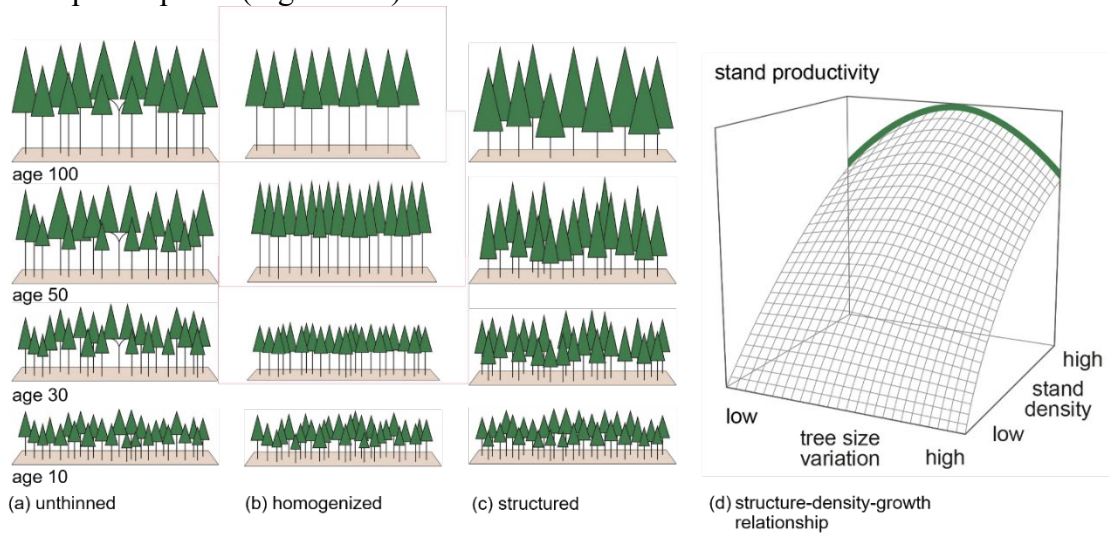 age 100
age 50
age 30
age 10
(a) unthinned
(b) homogenized
(c) structured
stand productivity
high
stand
density
low
low
tree size
variation
high
(d) structure-density-growth
relationship